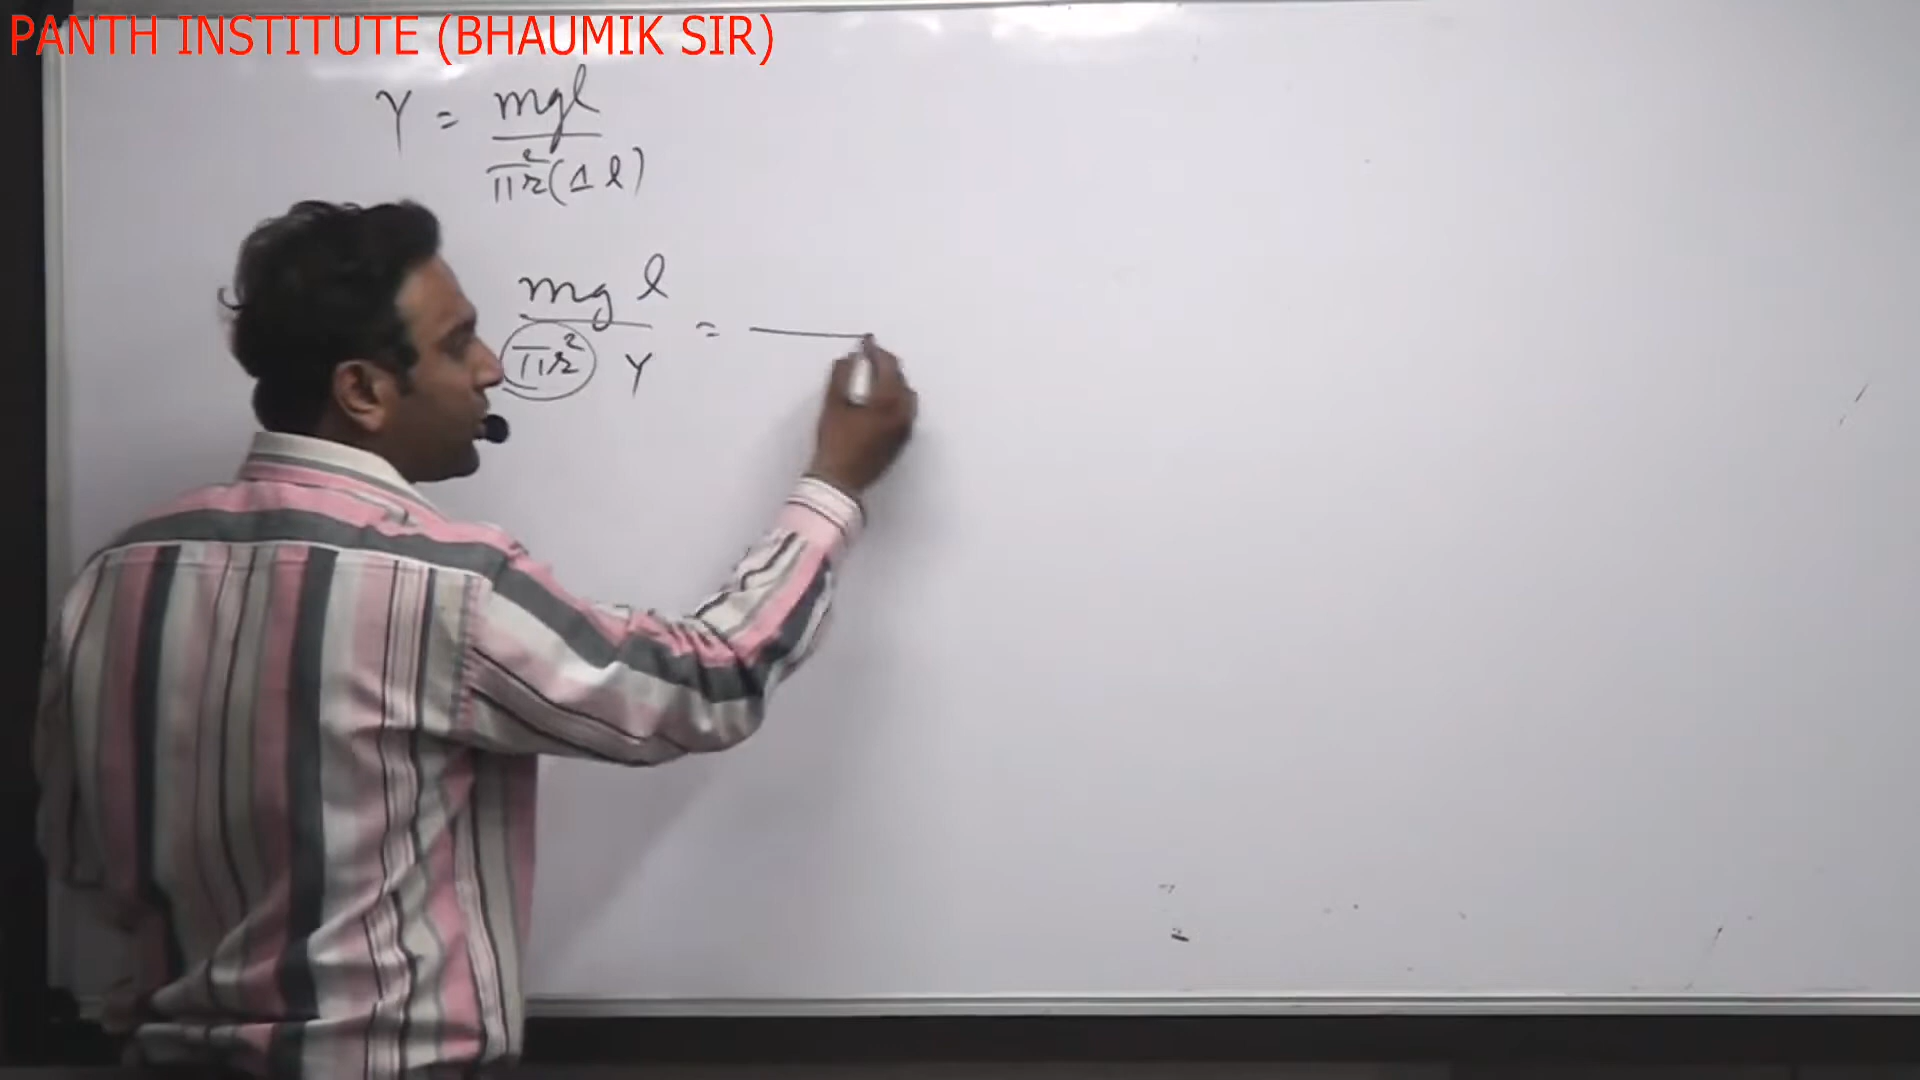 PANTH INSTITUTE (BHAUMIK SIR)
Y = mgl / πr²(Δl)
mg l / πr² Y =